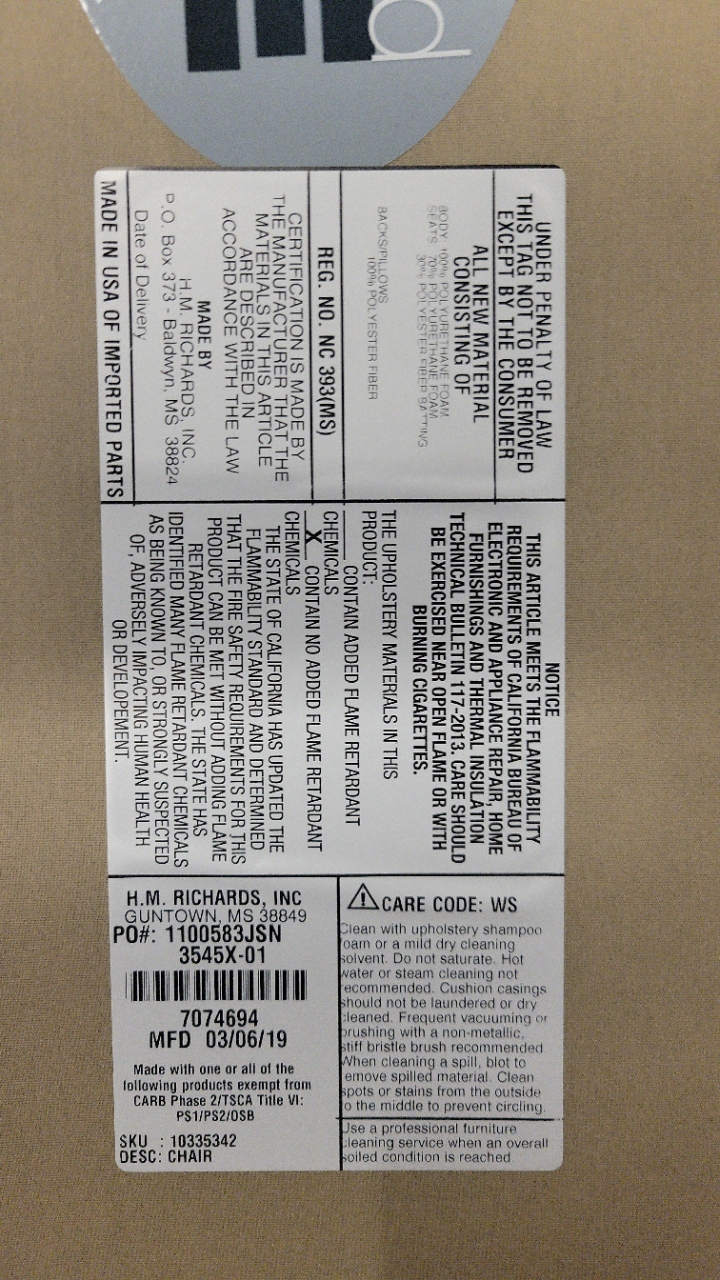 d
UNDER PENALTY OF LAW
THIS TAG NOT TO BE REMOVED
EXCEPT BY THE CONSUMER
ALL NEW MATERIAL
CONSISTING OF
BODY: 100% POLYURETHANE FOAM
SEATS: 70% POLYURETHANE FOAM
30% POLYESTER FIBER BATTING
BACKS/PILLOWS
100% POLYESTER FIBER
REG. NO. NC 393(MS)
CERTIFICATION IS MADE BY
THE MANUFACTURER THAT THE
MATERIALS IN THIS ARTICLE
ARE DESCRIBED IN
ACCORDANCE WITH THE LAW
MADE BY
H.M. RICHARDS, INC.
P.O. Box 373 - Baldwyn, MS 38824
Date of Delivery
MADE IN USA OF IMPORTED PARTS
NOTICE
THIS ARTICLE MEETS THE FLAMMABILITY
REQUIREMENTS OF CALIFORNIA BUREAU OF
ELECTRONIC AND APPLIANCE REPAIR, HOME
FURNISHINGS AND THERMAL INSULATION
TECHNICAL BULLETIN 117-2013. CARE SHOULD
BE EXERCISED NEAR OPEN FLAME OR WITH
BURNING CIGARETTES.
THE UPHOLSTERY MATERIALS IN THIS
PRODUCT:
____ CONTAIN ADDED FLAME RETARDANT
CHEMICALS
__X__ CONTAIN NO ADDED FLAME RETARDANT
CHEMICALS
THE STATE OF CALIFORNIA HAS UPDATED THE
FLAMMABILITY STANDARD AND DETERMINED
THAT THE FIRE SAFETY REQUIREMENTS FOR THIS
PRODUCT CAN BE MET WITHOUT ADDING FLAME
RETARDANT CHEMICALS. THE STATE HAS
IDENTIFIED MANY FLAME RETARDANT CHEMICALS
AS BEING KNOWN TO, OR STRONGLY SUSPECTED
OF, ADVERSELY IMPACTING HUMAN HEALTH
OR DEVELOPEMENT.
H.M. RICHARDS, INC
GUNTOWN, MS 38849
PO#: 1100583JSN
3545X-01
7074694
MFD 03/06/19
Made with one or all of the
following products exempt from
CARB Phase 2/TSCA Title VI:
PS1/PS2/OSB
SKU : 10335342
DESC: CHAIR
CARE CODE: WS
Clean with upholstery shampoo
oam or a mild dry cleaning
solvent. Do not saturate. Hot
water or steam cleaning not
ecommended. Cushion casings
should not be laundered or dry
cleaned. Frequent vacuuming or
brushing with a non-metallic,
stiff bristle brush recommended
When cleaning a spill, blot to
emove spilled material. Clean
spots or stains from the outside
o the middle to prevent circling.
Use a professional furniture
cleaning service when an overall
soiled condition is reached